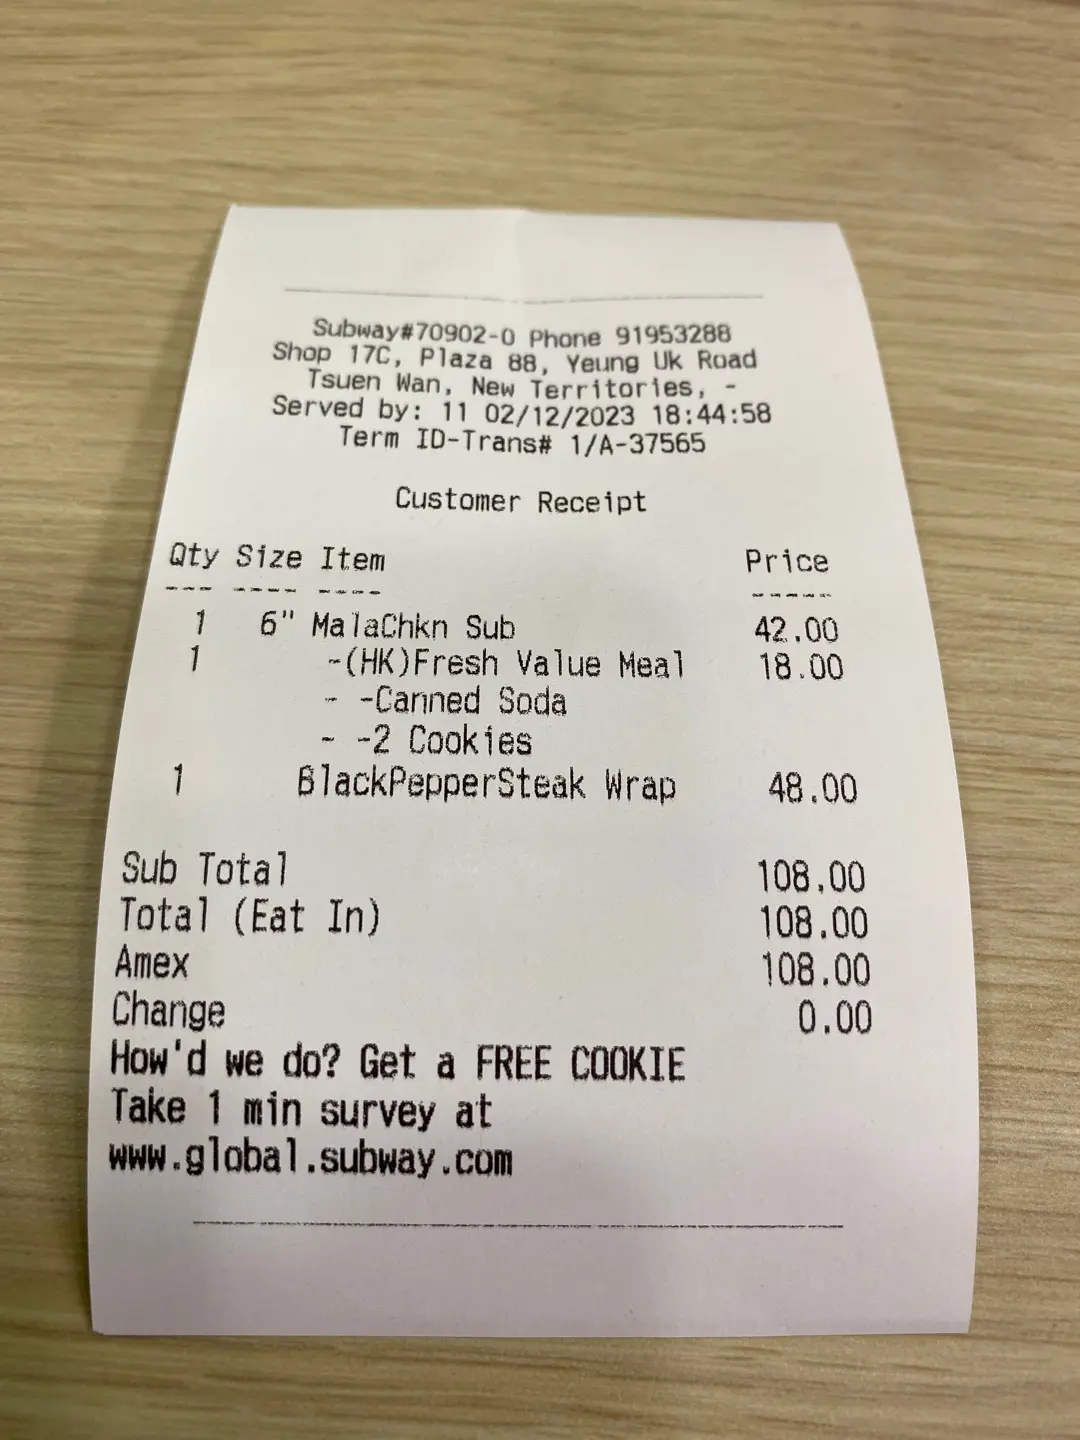 Subway#70902-0 Phone 91953288
Shop 17C, Plaza 88, Yeung Uk Road
Tsuen Wan, New Territories, -
Served by: 11 02/12/2023 18:44:58
Term ID-Trans# 1/A-37565
Customer Receipt
Qty Size Item Price
--- ---- ---- -----
1 6" MalaChkn Sub 42.00
1 -(HK)Fresh Value Meal 18.00
- -Canned Soda
- -2 Cookies
1 BlackPepperSteak Wrap 48.00
Sub Total 108.00
Total (Eat In) 108.00
Amex 108.00
Change 0.00
How'd we do? Get a FREE COOKIE
Take 1 min survey at
www.global.subway.com